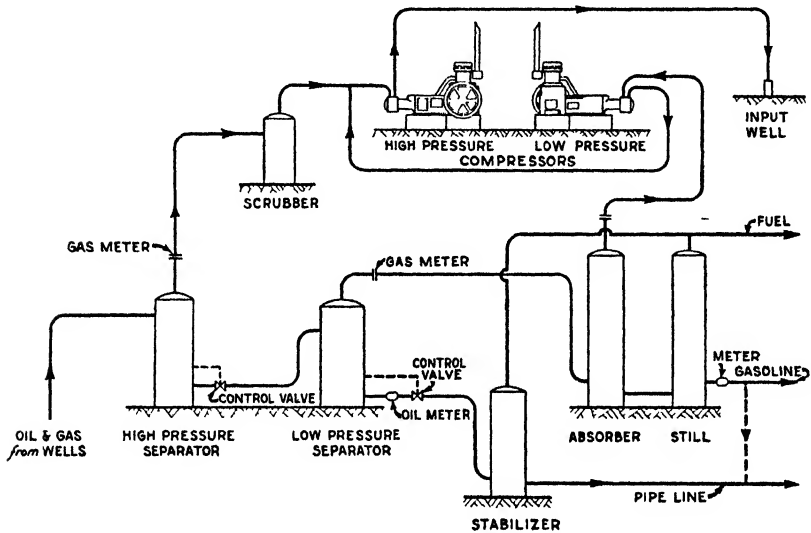 HIGH PRESSURE
LOW PRESSURE
COMPRESSORS
INPUT
WELL
SCRUBBER
GAS METER
FUEL
GAS METER
METER
GASOLINE
CONTROL
VALVE
CONTROL VALVE
OIL METER
OIL & GAS
from WELLS
HIGH PRESSURE
SEPARATOR
LOW PRESSURE
SEPARATOR
ABSORBER
STILL
PIPE LINE
STABILIZER